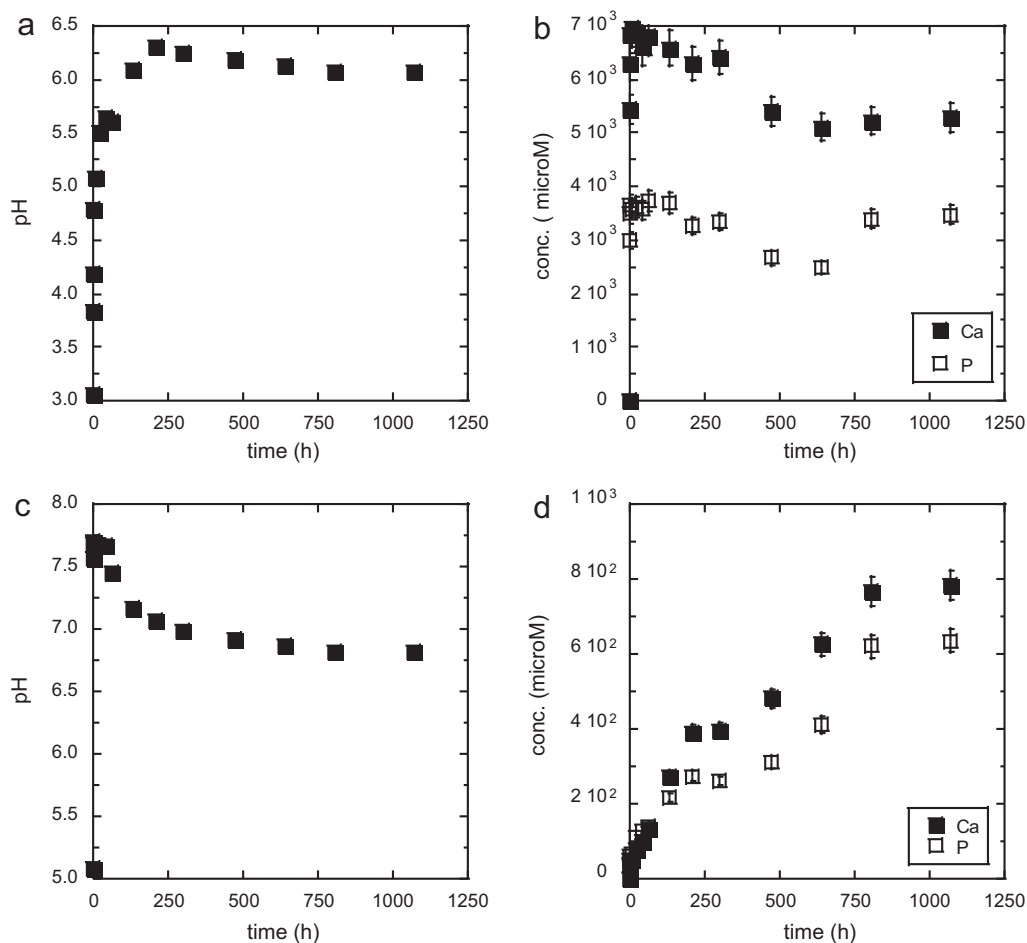 a
6.5
6.0
5.5
5.0
4.5
4.0
3.5
3.0
pH
0 250 500 750 1000 1250
time (h)
b
7 10³
6 10³
5 10³
4 10³
3 10³
2 10³
1 10³
0
conc. ( microM)
Ca
P
0 250 500 750 1000 1250
time (h)
c
8.0
7.5
7.0
6.5
6.0
5.5
5.0
pH
0 250 500 750 1000 1250
time (h)
d
1 10³
8 10²
6 10²
4 10²
2 10²
0
conc. (microM)
Ca
P
0 250 500 750 1000 1250
time (h)